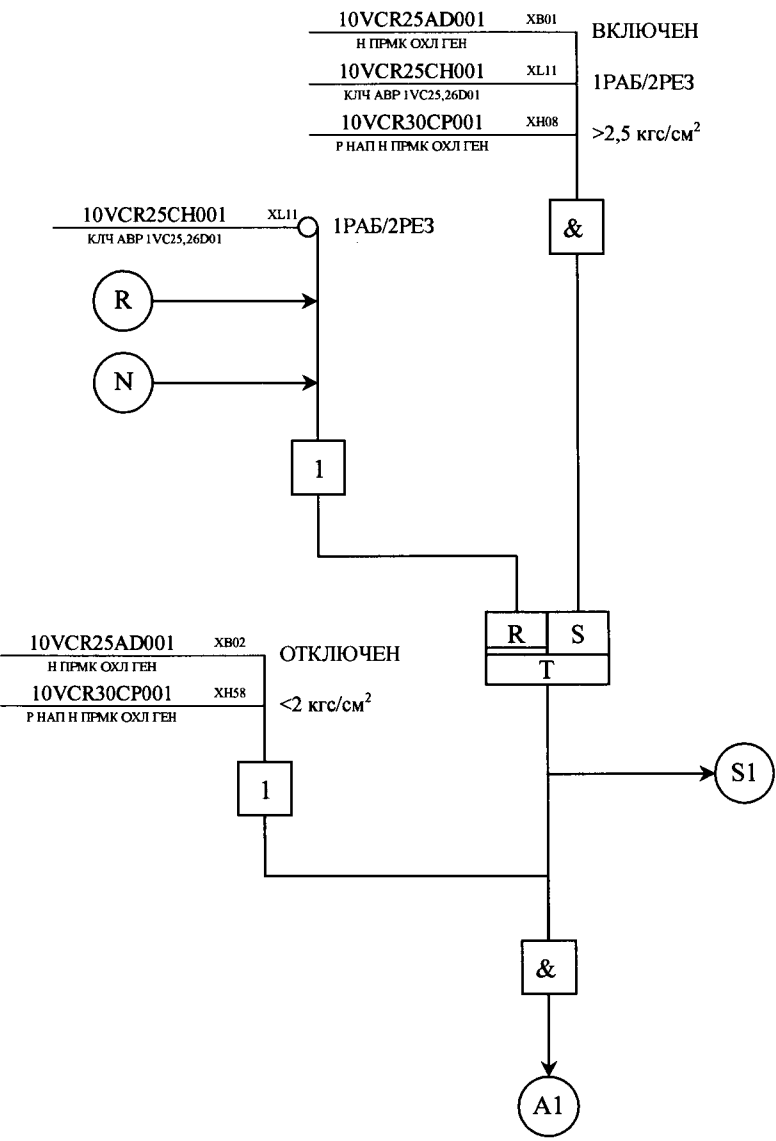 10VCR25AD001 XB01 ВКЛЮЧЕН
Н ПРМК ОХЛ ГЕН
10VCR25CH001 XL11 1РАБ/2РЕЗ
КЛЧ АВР 1VC25,26D01
10VCR30CP001 XH08 >2,5 кгс/см²
Р НАП Н ПРМК ОХЛ ГЕН
&
10VCR25CH001 XL11 1РАБ/2РЕЗ
КЛЧ АВР 1VC25,26D01
R
N
1
R S
T
10VCR25AD001 XB02 ОТКЛЮЧЕН
Н ПРМК ОХЛ ГЕН
10VCR30CP001 XH58 <2 кгс/см²
Р НАП Н ПРМК ОХЛ ГЕН
S1
1
&
A1